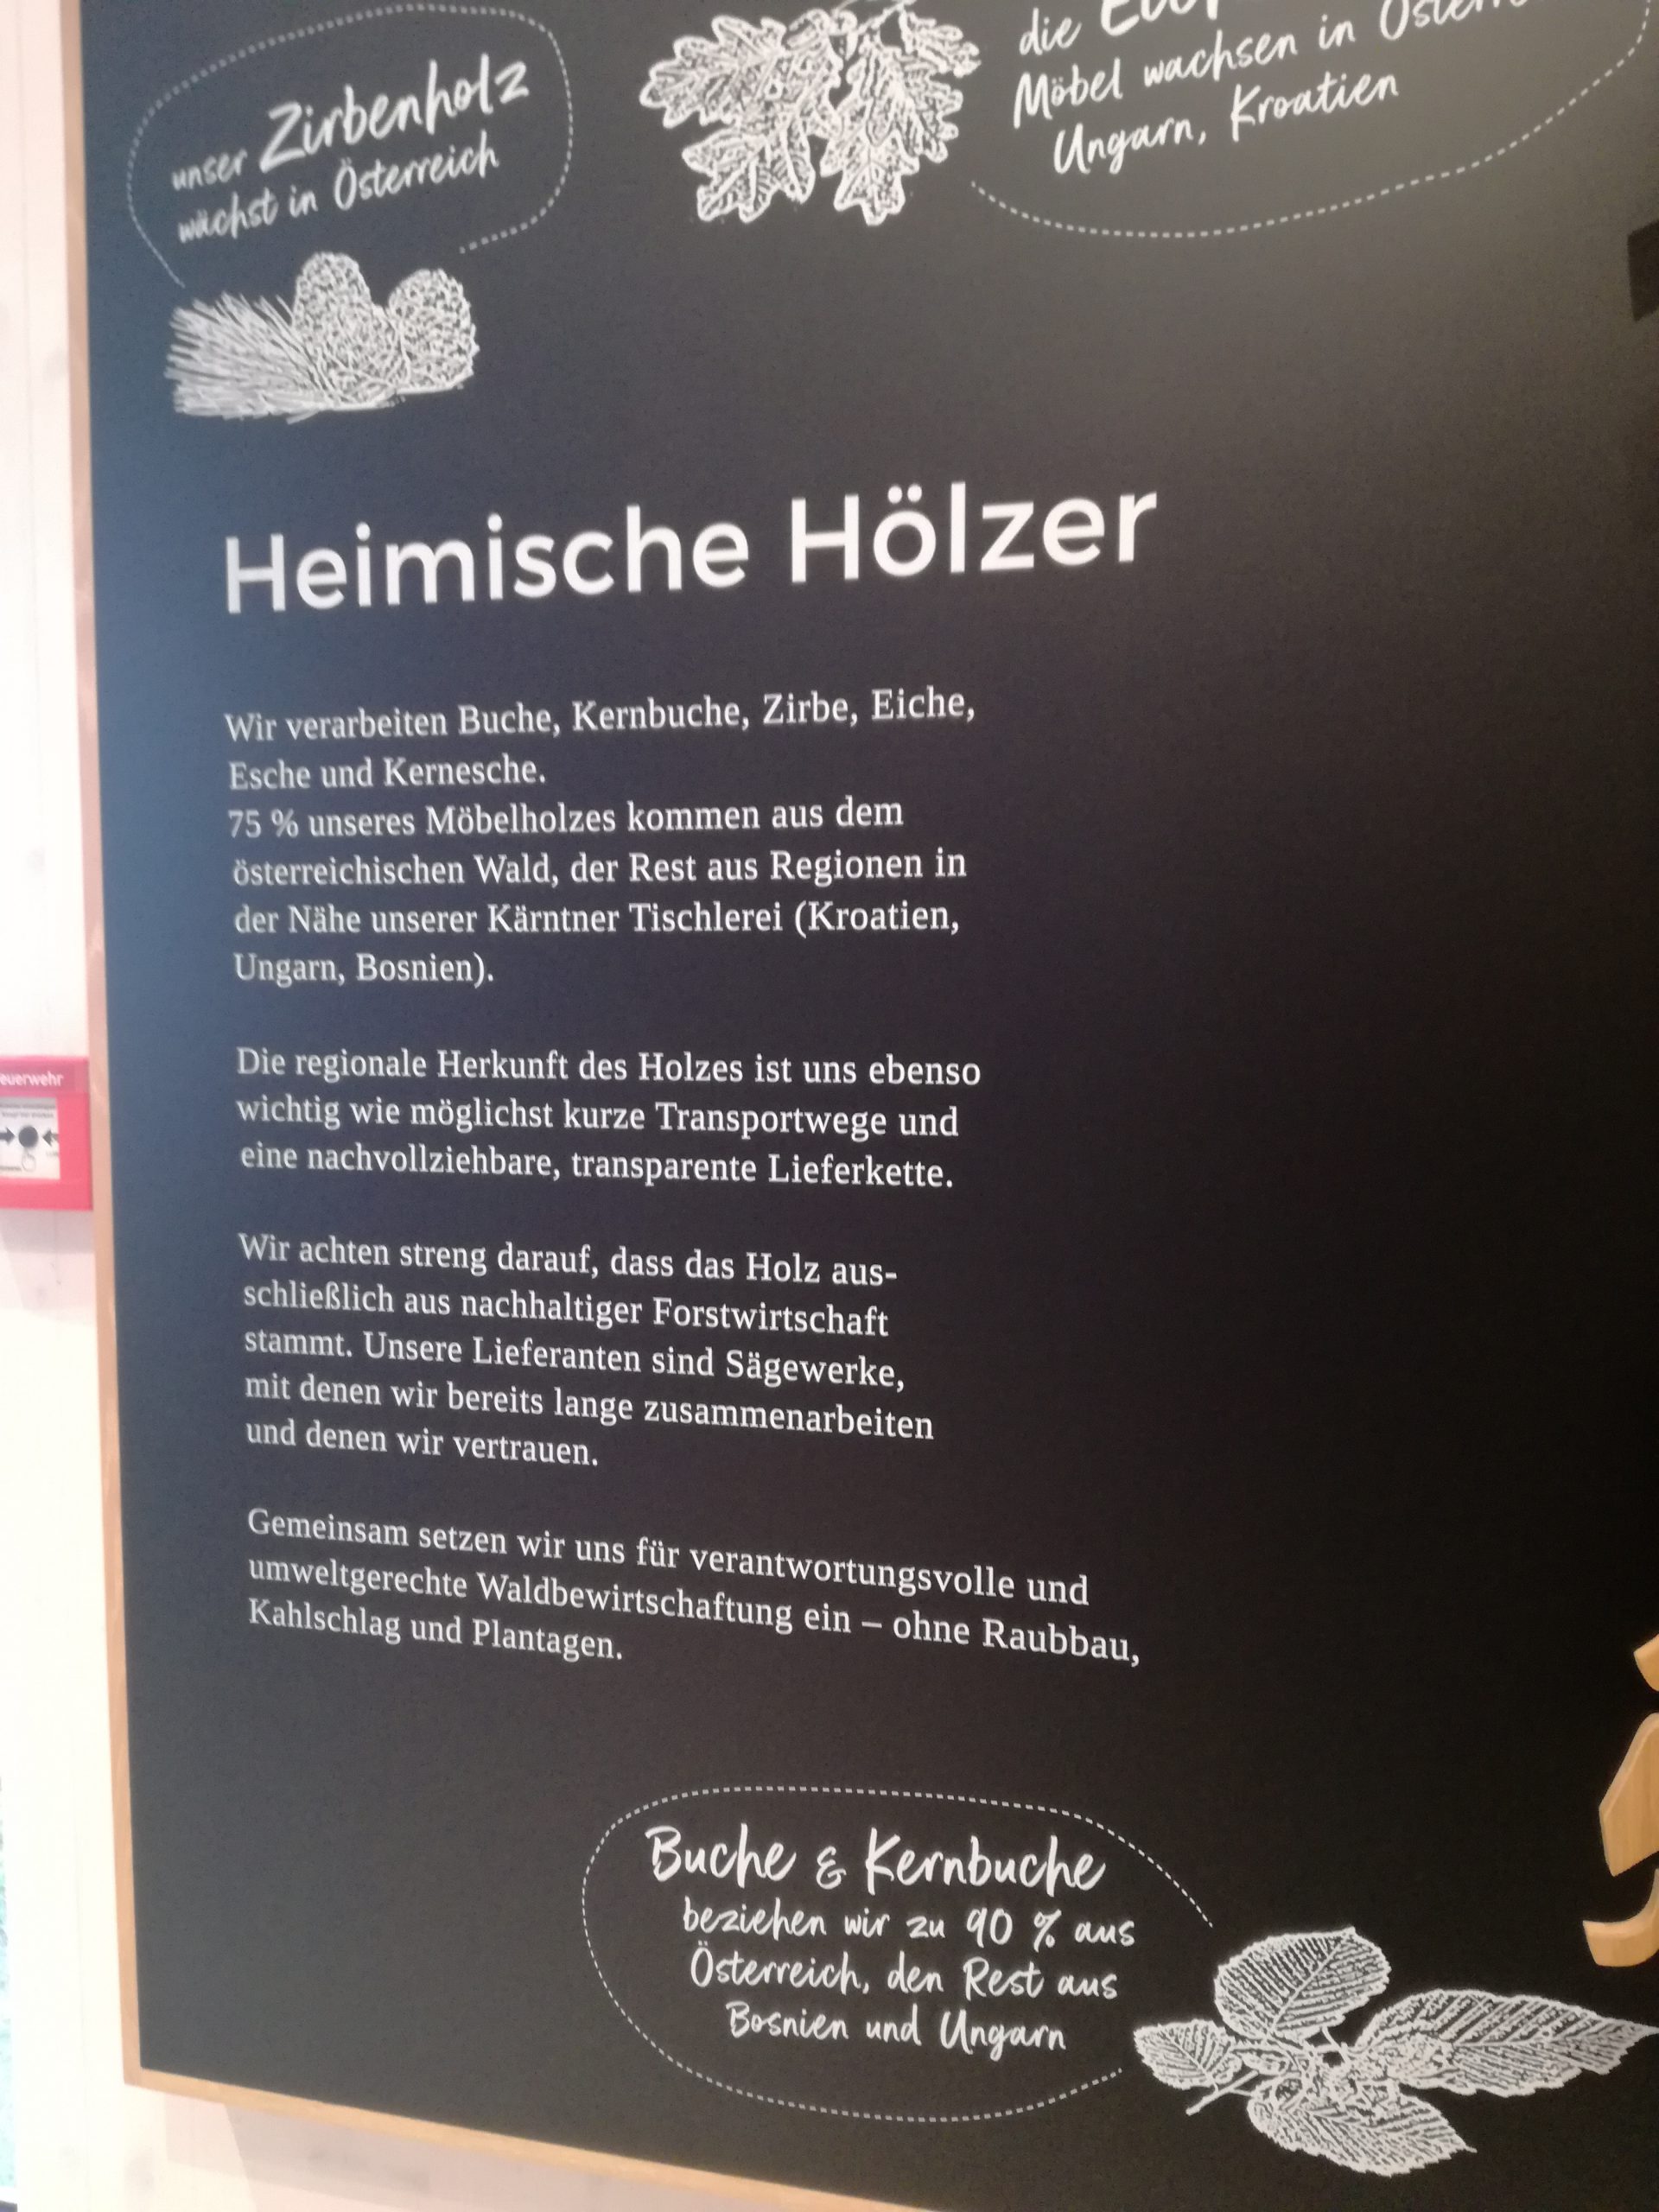 unser Zirbenholz
wächst in Österreich
die
Möbel wachsen in
Ungarn, Kroatien
Heimische Hölzer
Wir verarbeiten Buche, Kernbuche, Zirbe, Eiche,
Esche und Kernesche.
75 % unseres Möbelholzes kommen aus dem
österreichischen Wald, der Rest aus Regionen in
der Nähe unserer Kärntner Tischlerei (Kroatien,
Ungarn, Bosnien).
Die regionale Herkunft des Holzes ist uns ebenso
wichtig wie möglichst kurze Transportwege und
eine nachvollziehbare, transparente Lieferkette.
Wir achten streng darauf, dass das Holz aus-
schließlich aus nachhaltiger Forstwirtschaft
stammt. Unsere Lieferanten sind Sägewerke,
mit denen wir bereits lange zusammenarbeiten
und denen wir vertrauen.
Gemeinsam setzen wir uns für verantwortungsvolle und
umweltgerechte Waldbewirtschaftung ein – ohne Raubbau,
Kahlschlag und Plantagen.
Buche & Kernbuche
beziehen wir zu 90 % aus
Österreich, den Rest aus
Bosnien und Ungarn
euerwehr